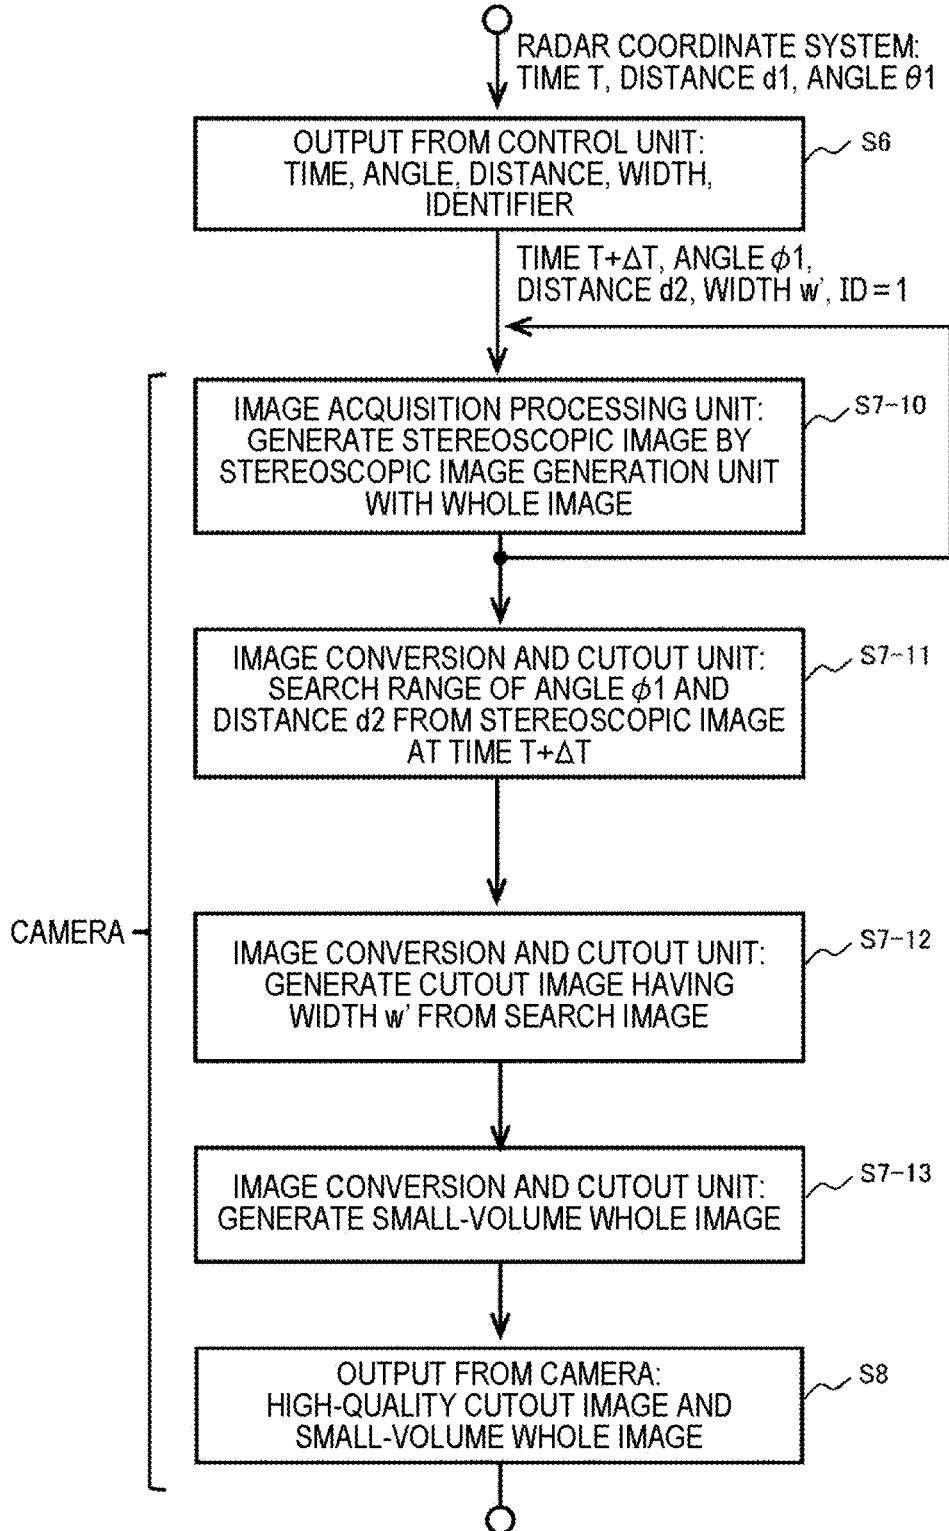 RADAR COORDINATE SYSTEM:
TIME T, DISTANCE d1, ANGLE θ1
OUTPUT FROM CONTROL UNIT:
TIME, ANGLE, DISTANCE, WIDTH,
IDENTIFIER
S6
TIME T+ΔT, ANGLE φ1,
DISTANCE d2, WIDTH w', ID=1
IMAGE ACQUISITION PROCESSING UNIT:
GENERATE STEREOSCOPIC IMAGE BY
STEREOSCOPIC IMAGE GENERATION UNIT
WITH WHOLE IMAGE
S7-10
IMAGE CONVERSION AND CUTOUT UNIT:
SEARCH RANGE OF ANGLE φ1 AND
DISTANCE d2 FROM STEREOSCOPIC IMAGE
AT TIME T+ΔT
S7-11
CAMERA
IMAGE CONVERSION AND CUTOUT UNIT:
GENERATE CUTOUT IMAGE HAVING
WIDTH w' FROM SEARCH IMAGE
S7-12
IMAGE CONVERSION AND CUTOUT UNIT:
GENERATE SMALL-VOLUME WHOLE IMAGE
S7-13
OUTPUT FROM CAMERA:
HIGH-QUALITY CUTOUT IMAGE AND
SMALL-VOLUME WHOLE IMAGE
S8